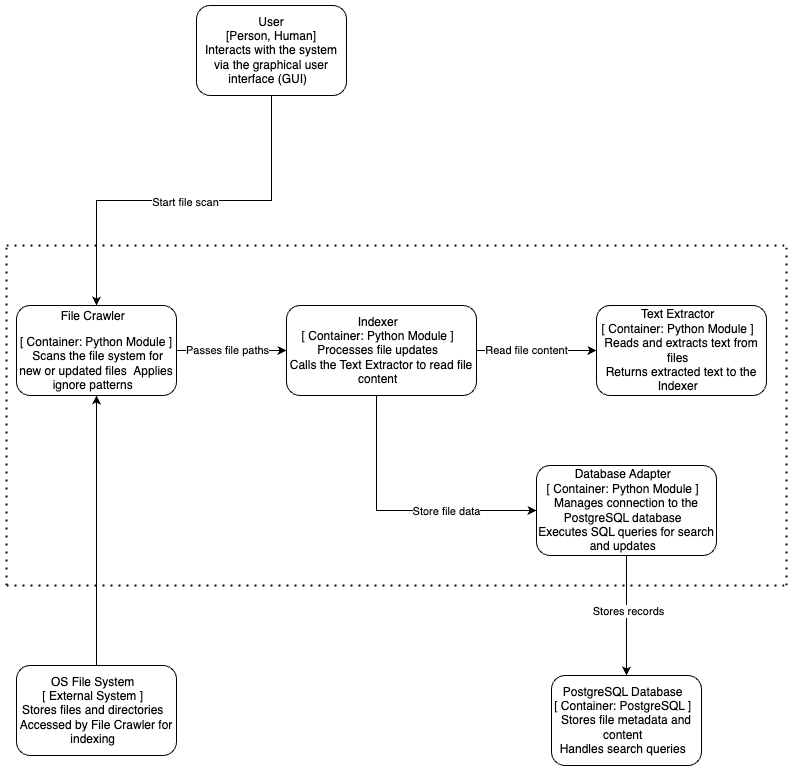 User
[Person, Human]
Interacts with the system
via the graphical user
interface (GUI)
Start file scan
File Crawler
[ Container: Python Module ]
Scans the file system for
new or updated files  Applies
ignore patterns
Passes file paths
Indexer
[ Container: Python Module ]
Processes file updates
Calls the Text Extractor to read file
content
Read file content
Text Extractor
[ Container: Python Module ]
Reads and extracts text from
files
Returns extracted text to the
Indexer
Store file data
Database Adapter
[ Container: Python Module ]
Manages connection to the
PostgreSQL database
Executes SQL queries for search
and updates
Stores records
OS File System
[ External System ]
Stores files and directories
Accessed by File Crawler for
indexing
PostgreSQL Database
[ Container: PostgreSQL ]
Stores file metadata and
content
Handles search queries